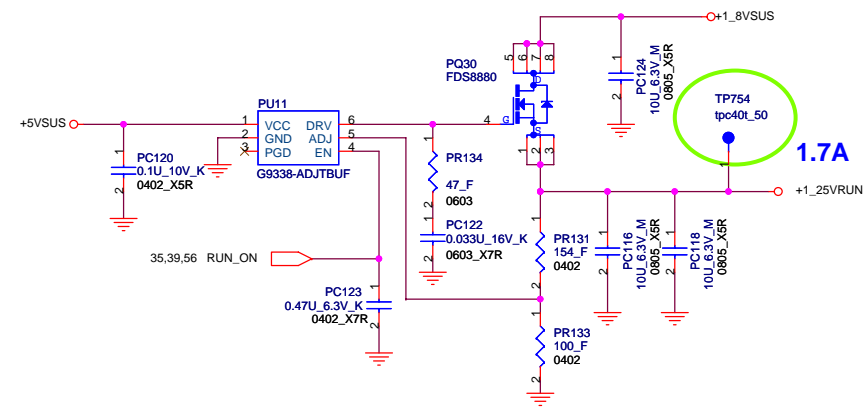 +1_8VSUS
5
6
7
8
PQ30
FDS8880
D
G
S
4
1
2
3
1
PC124
10U_6.3V_M
0805_X5R
2
TP754
tpc40t_50
1
1.7A
+1_25VRUN
+5VSUS
PU11
1
VCC
DRV
6
2
GND
ADJ
5
3
PGD
EN
4
G9338-ADJTBUF
1
PC120
0.1U_10V_K
0402_X5R
2
1
PR134
47_F
0603
2
1
PC122
0.033U_16V_K
0603_X7R
2
35,39,56 RUN_ON
1
PC123
0.47U_6.3V_K
0402_X7R
2
1
PR131
154_F
0402
2
1
PR133
100_F
0402
2
1
PC116
10U_6.3V_M
0805_X5R
2
1
PC118
10U_6.3V_M
0805_X5R
2